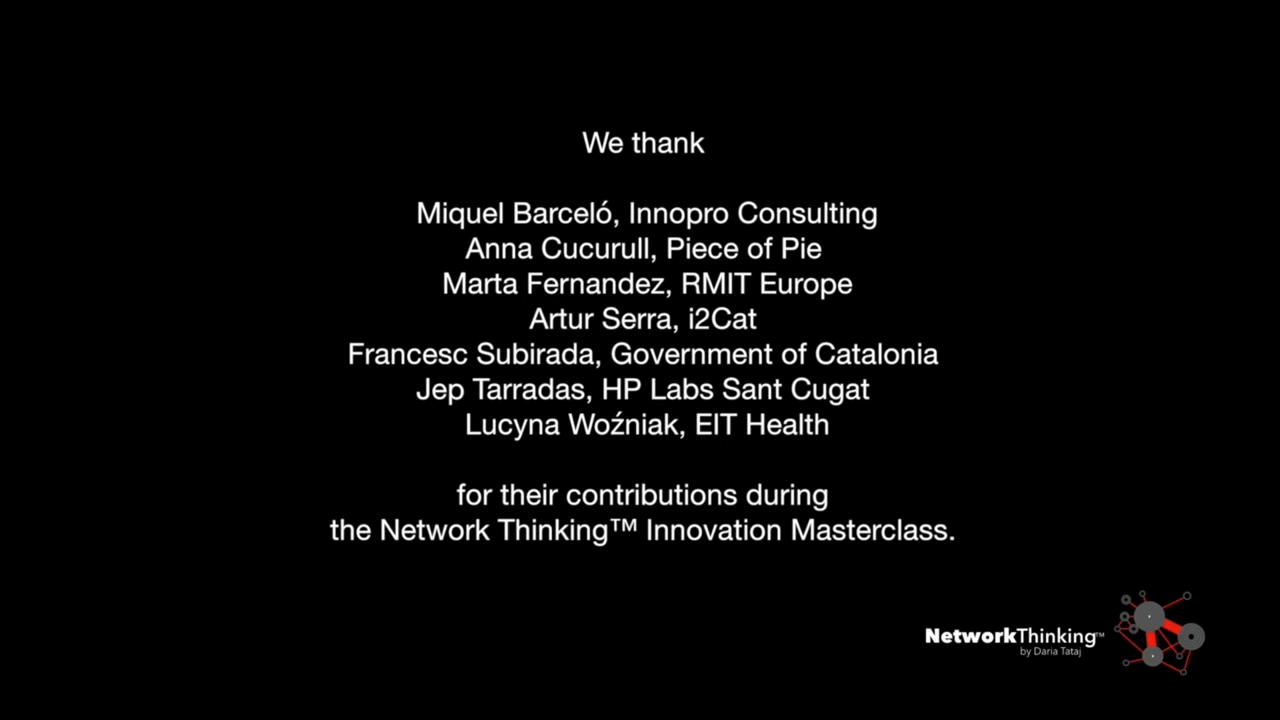 We thank
Miquel Barceló, Innopro Consulting
Anna Cucurull, Piece of Pie
Marta Fernandez, RMIT Europe
Artur Serra, i2Cat
Francesc Subirada, Government of Catalonia
Jep Tarradas, HP Labs Sant Cugat
Lucyna Woźniak, EIT Health
for their contributions during
the Network Thinking™ Innovation Masterclass.
NetworkThinking™
by Daria Tataj